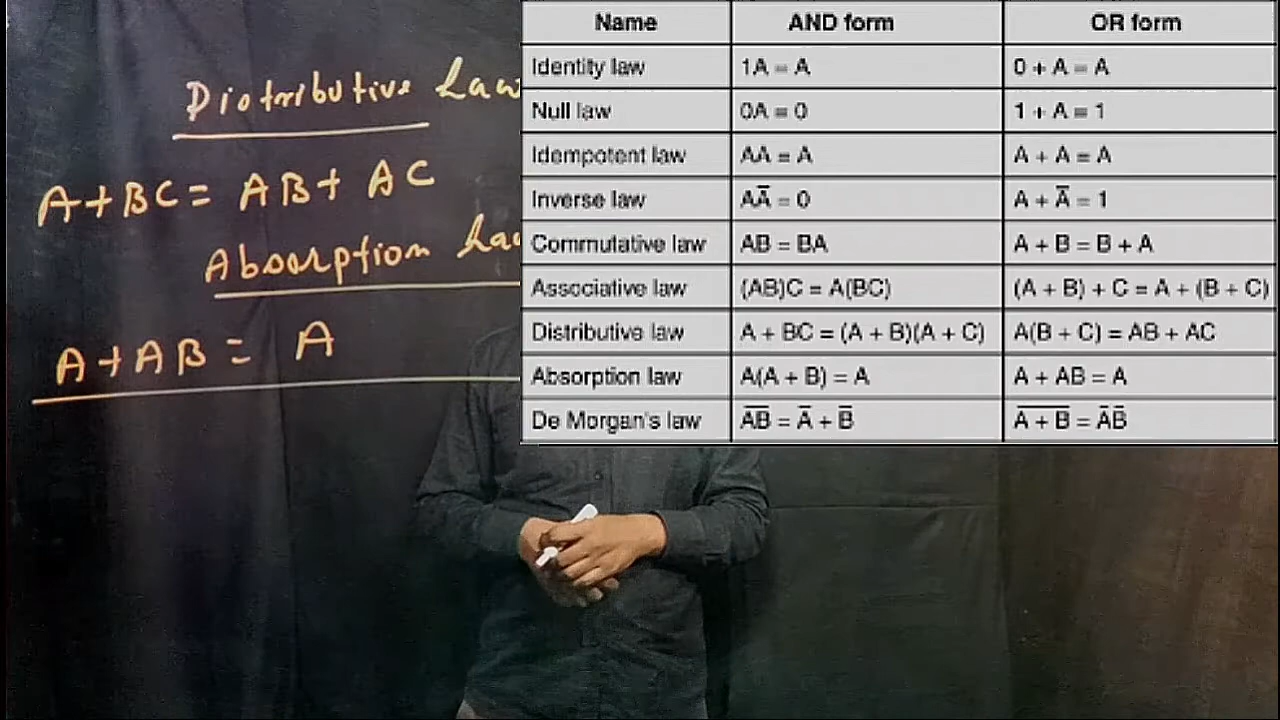 Distributive Law
A+BC= AB+ AC
Absorption Law
A+AB= A
Name AND form OR form
Identity law 1A = A 0 + A = A
Null law 0A = 0 1 + A = 1
Idempotent law AA = A A + A = A
Inverse law AA̅ = 0 A + A̅ = 1
Commutative law AB = BA A + B = B + A
Associative law (AB)C = A(BC) (A + B) + C = A + (B + C)
Distributive law A + BC = (A + B)(A + C) A(B + C) = AB + AC
Absorption law A(A + B) = A A + AB = A
De Morgan's law A̅B̅ = A̅ + B̅ A̅ ̅+̅ ̅B̅ = A̅B̅